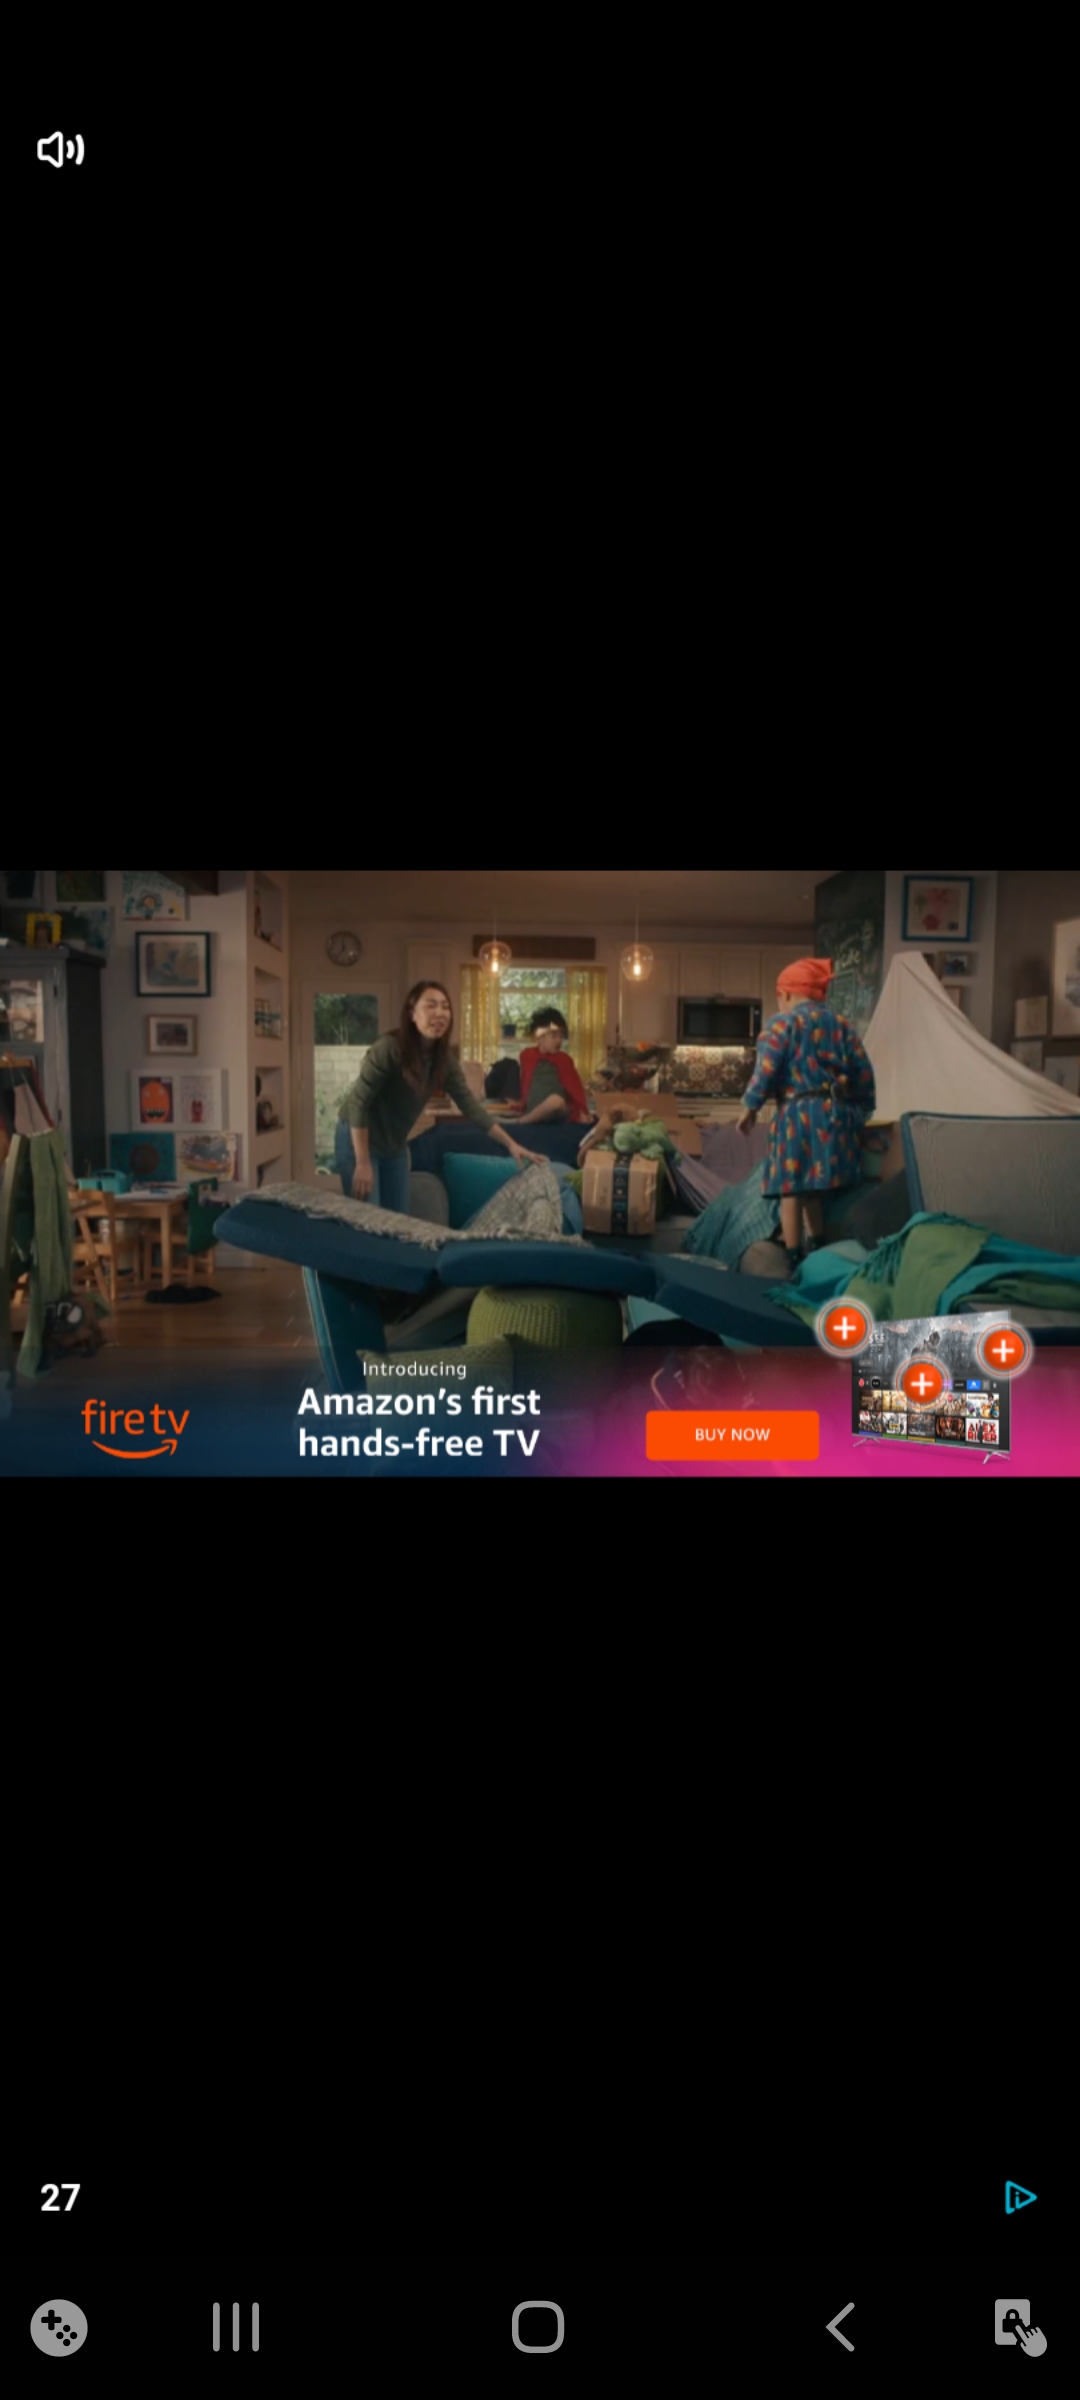 Introducing
Amazon's first
hands-free TV
firetv
BUY NOW
27